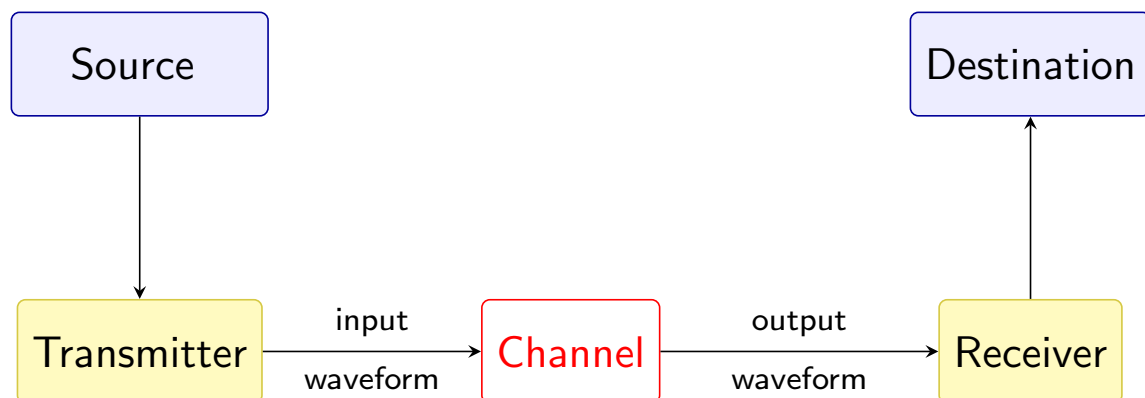 Source
Destination
input
output
Transmitter
Channel
Receiver
waveform
waveform